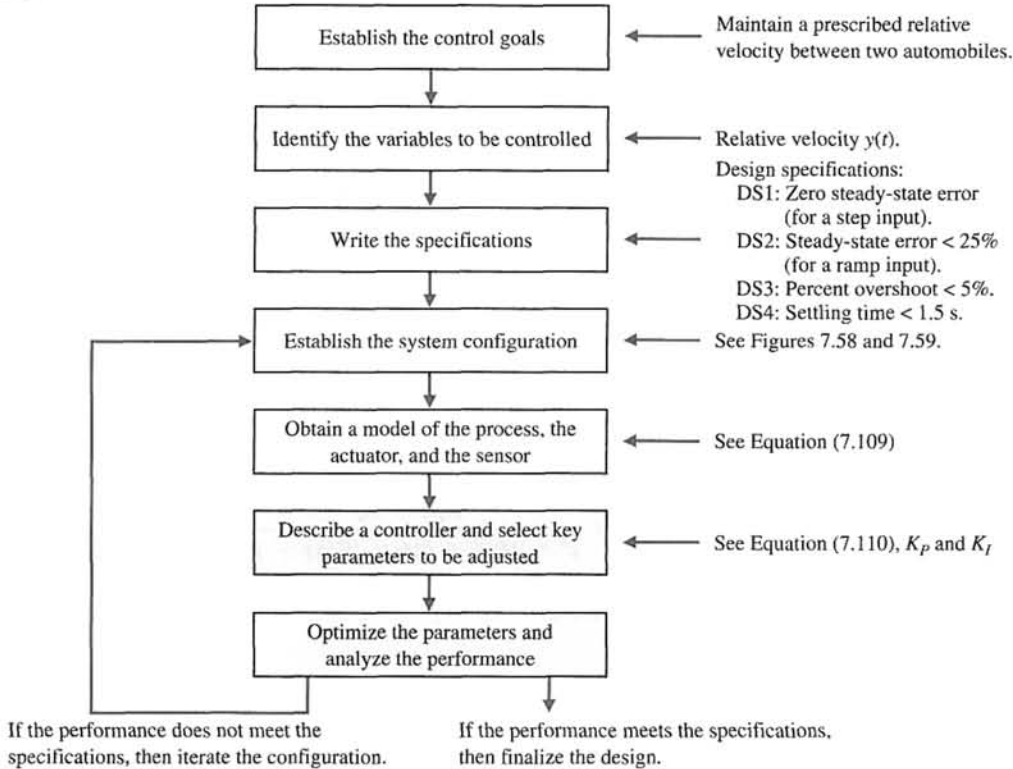 Establish the control goals
Maintain a prescribed relative
velocity between two automobiles.
Identify the variables to be controlled
Relative velocity y(t).
Design specifications:
DS1: Zero steady-state error
(for a step input).
Write the specifications
DS2: Steady-state error < 25%
(for a ramp input).
DS3: Percent overshoot < 5%.
DS4: Settling time < 1.5 s.
Establish the system configuration
See Figures 7.58 and 7.59.
Obtain a model of the process, the
actuator, and the sensor
See Equation (7.109)
Describe a controller and select key
parameters to be adjusted
See Equation (7.110), K_P and K_I
Optimize the parameters and
analyze the performance
If the performance does not meet the
specifications, then iterate the configuration.
If the performance meets the specifications,
then finalize the design.